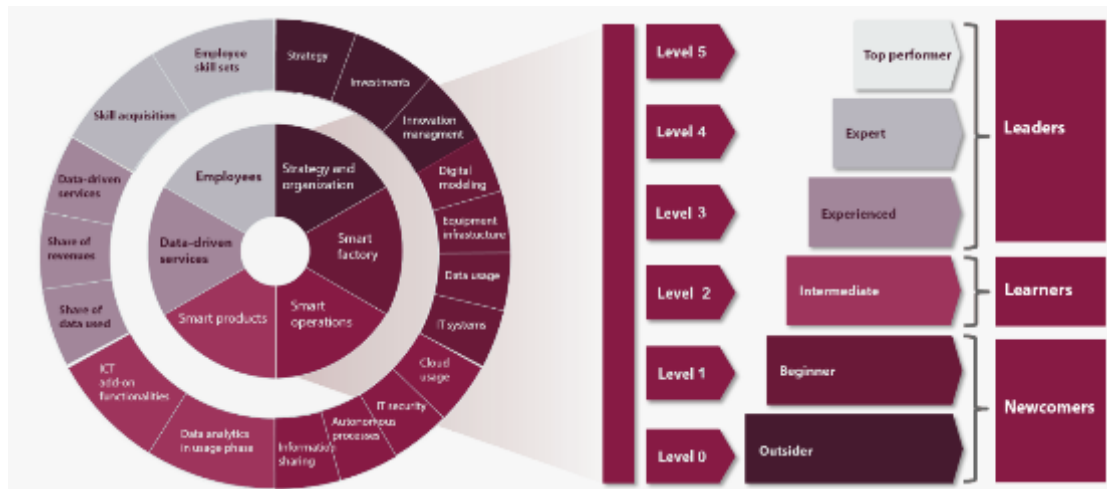 Employee
skill sets
Strategy
Investments
Innovation
managment
Digital
modeling
Equipment
infrastucture
Data usage
IT systems
Cloud
usage
IT security
Autonomous
processes
Information
sharing
Data analytics
in usage phase
ICT
add-on
functionalities
Share of
data used
Share of
revenues
Data-driven
services
Skill acquisition
Employees
Strategy and
organization
Smart
factory
Smart
operations
Smart products
Data-driven
services
Level 5
Top performer
Leaders
Level 4
Expert
Level 3
Experienced
Level 2
Intermediate
Learners
Level 1
Beginner
Newcomers
Level 0
Outsider